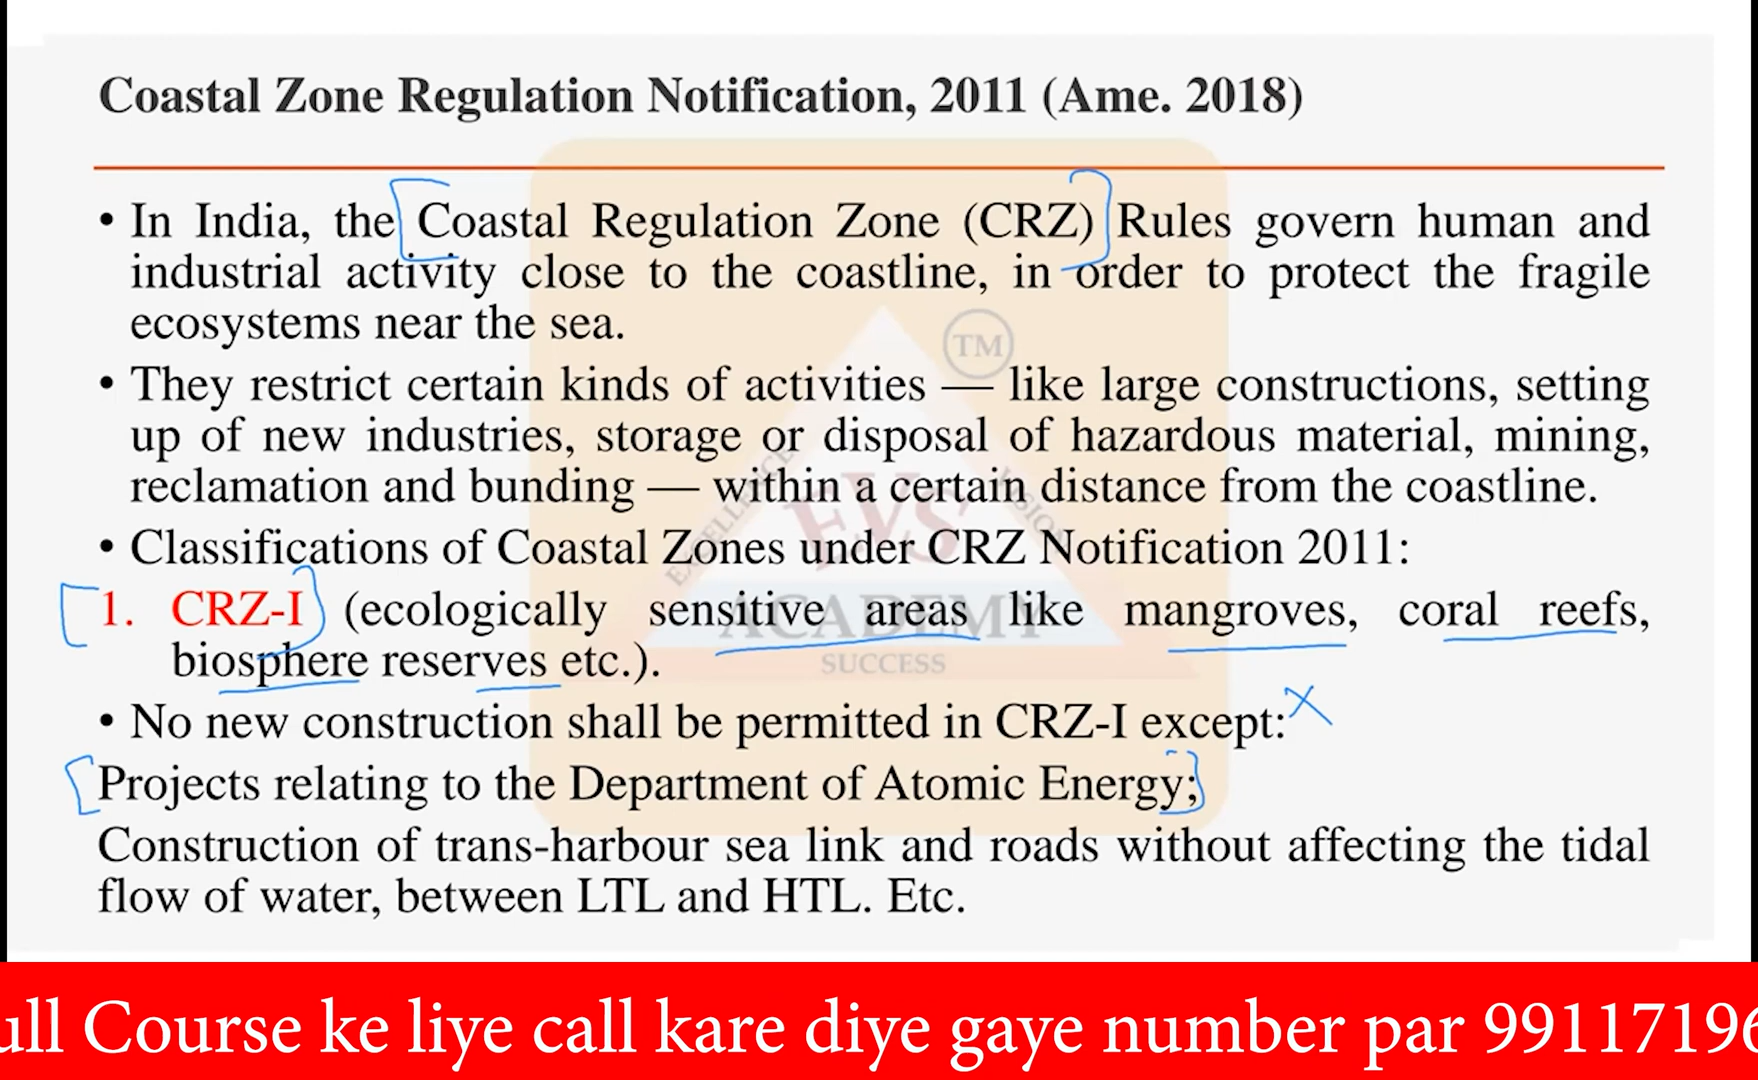 Coastal Zone Regulation Notification, 2011 (Ame. 2018)
• In India, the Coastal Regulation Zone (CRZ) Rules govern human and
industrial activity close to the coastline, in order to protect the fragile
ecosystems near the sea.
• They restrict certain kinds of activities — like large constructions, setting
up of new industries, storage or disposal of hazardous material, mining,
reclamation and bunding — within a certain distance from the coastline.
• Classifications of Coastal Zones under CRZ Notification 2011:
1. CRZ-I (ecologically sensitive areas like mangroves, coral reefs,
biosphere reserves etc.).
• No new construction shall be permitted in CRZ-I except:
Projects relating to the Department of Atomic Energy;
Construction of trans-harbour sea link and roads without affecting the tidal
flow of water, between LTL and HTL. Etc.
TM
EXCELLENCE
VISION
EVS
ACADEMY
SUCCESS
ull Course ke liye call kare diye gaye number par 99117196